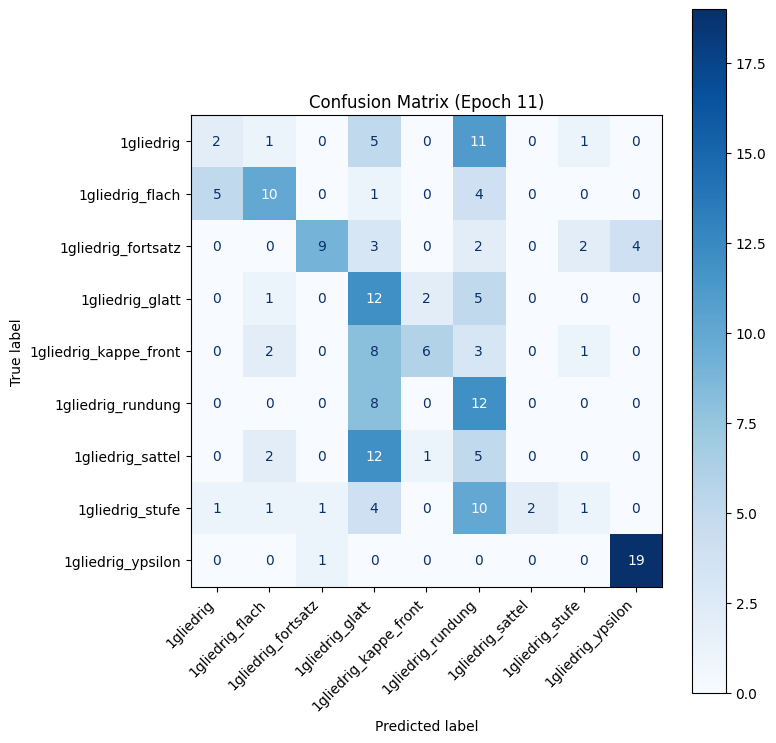 Confusion Matrix (Epoch 11)
True label
1gliedrig 2 1 0 5 0 11 0 1 0
1gliedrig_flach 5 10 0 1 0 4 0 0 0
1gliedrig_fortsatz 0 0 9 3 0 2 0 2 4
1gliedrig_glatt 0 1 0 12 2 5 0 0 0
1gliedrig_kappe_front 0 2 0 8 6 3 0 1 0
1gliedrig_rundung 0 0 0 8 0 12 0 0 0
1gliedrig_sattel 0 2 0 12 1 5 0 0 0
1gliedrig_stufe 1 1 1 4 0 10 2 1 0
1gliedrig_ypsilon 0 0 1 0 0 0 0 0 19
1gliedrig
1gliedrig_flach
1gliedrig_fortsatz
1gliedrig_glatt
1gliedrig_kappe_front
1gliedrig_rundung
1gliedrig_sattel
1gliedrig_stufe
1gliedrig_ypsilon
Predicted label
17.5
15.0
12.5
10.0
7.5
5.0
2.5
0.0